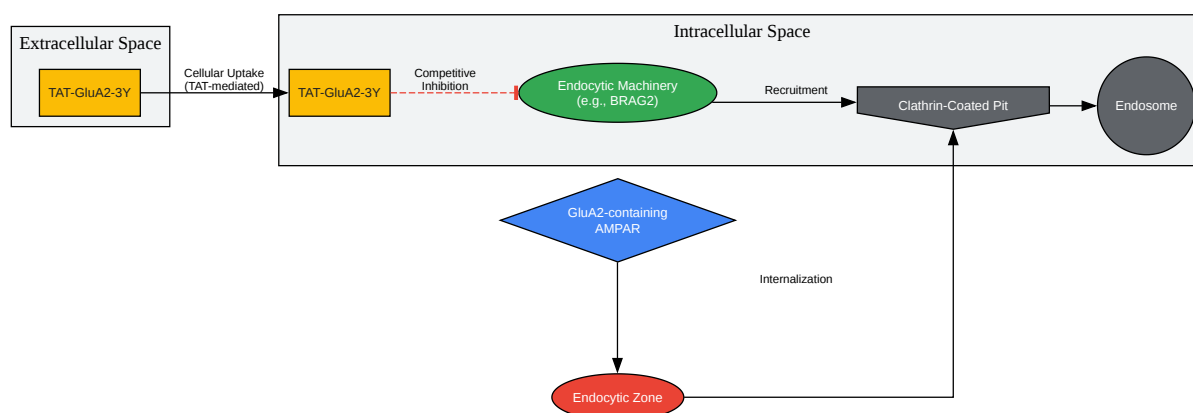 Extracellular Space
Intracellular Space
TAT-GluA2-3Y
Cellular Uptake
(TAT-mediated)
TAT-GluA2-3Y
Competitive
Inhibition
Endocytic Machinery
(e.g., BRAG2)
Recruitment
Clathrin-Coated Pit
Endosome
GluA2-containing
AMPAR
Internalization
Endocytic Zone